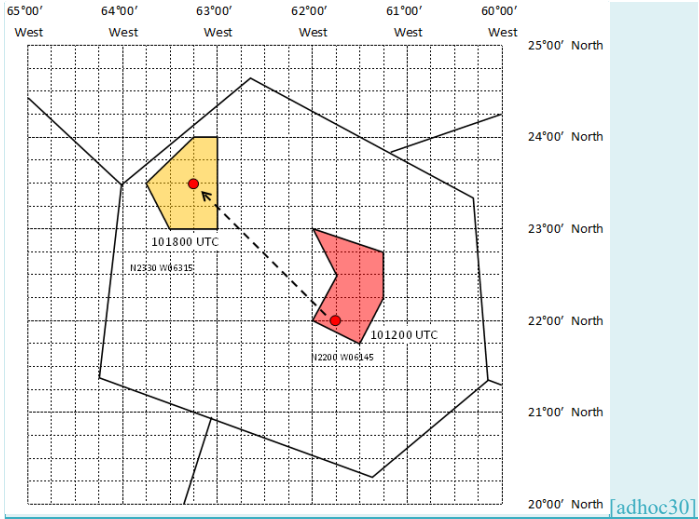 65°00′ 64°00′ 63°00′ 62°00′ 61°00′ 60°00′
West West West West West West
25°00′ North
24°00′ North
23°00′ North
101800 UTC
N2330 W06315
22°00′ North
101200 UTC
N2200 W06145
21°00′ North
20°00′ North
[adhoc30]